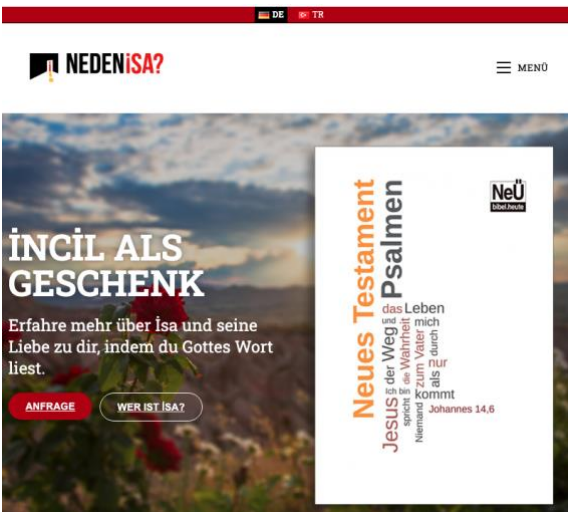 DE TR
NEDENİSA?
MENÜ
İNCİL ALS
GESCHENK
Erfahre mehr über İsa und seine
Liebe zu dir, indem du Gottes Wort
liest.
ANFRAGE WER IST İSA?
NeÜ
bibel.heute
Neues Testament
Psalmen
Jesus spricht
Ich bin
der Weg und
die Wahrheit
das Leben
Niemand kommt
zum Vater
als nur durch
mich
Johannes 14,6